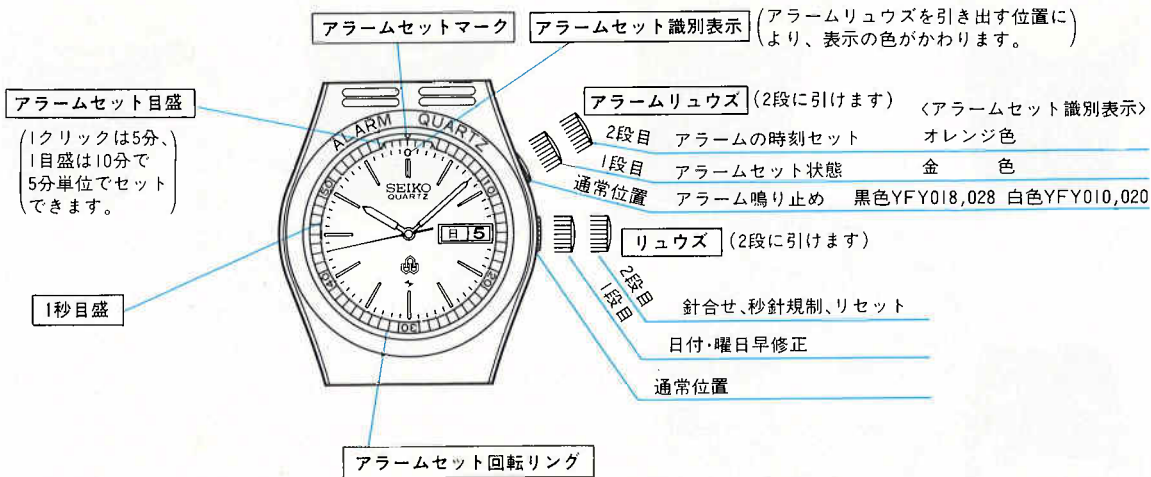 アラームセットマーク
アラームセット識別表示
(アラームリュウズを引き出す位置に
より、表示の色がかわります。)
アラームセット目盛
(1クリックは5分、
1目盛は10分で
5分単位でセット
できます。)
アラームリュウズ (2段に引けます)
〈アラームセット識別表示〉
2段目 アラームの時刻セット オレンジ色
1段目 アラームセット状態 金 色
通常位置 アラーム鳴り止め 黒色YFY018,028 白色YFY010,020
ALARM QUARTZ
10
20
30
40
50
SEIKO
QUARTZ
日 5
リュウズ (2段に引けます)
2段目 針合せ、秒針規制、リセット
1段目 日付・曜日早修正
通常位置
1秒目盛
アラームセット回転リング